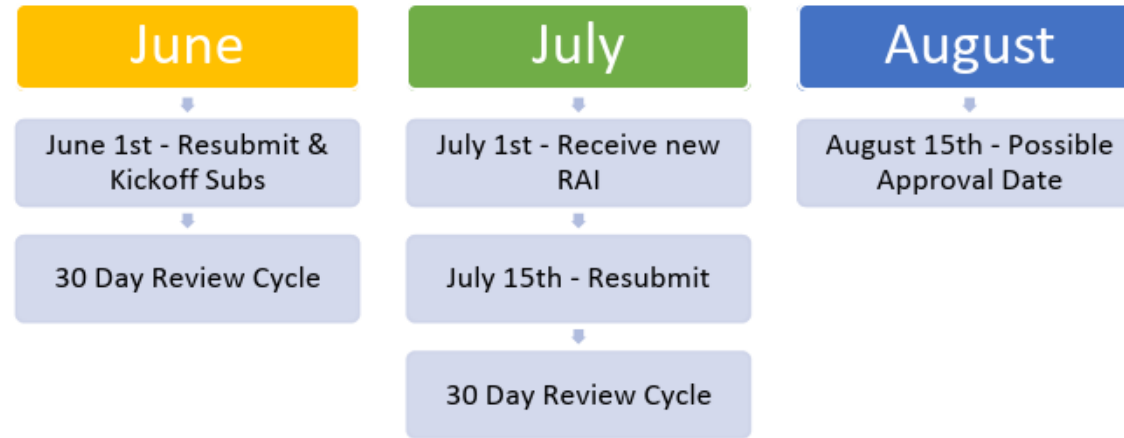 June
June 1st - Resubmit &
Kickoff Subs
30 Day Review Cycle
July
July 1st - Receive new
RAI
July 15th - Resubmit
30 Day Review Cycle
August
August 15th - Possible
Approval Date